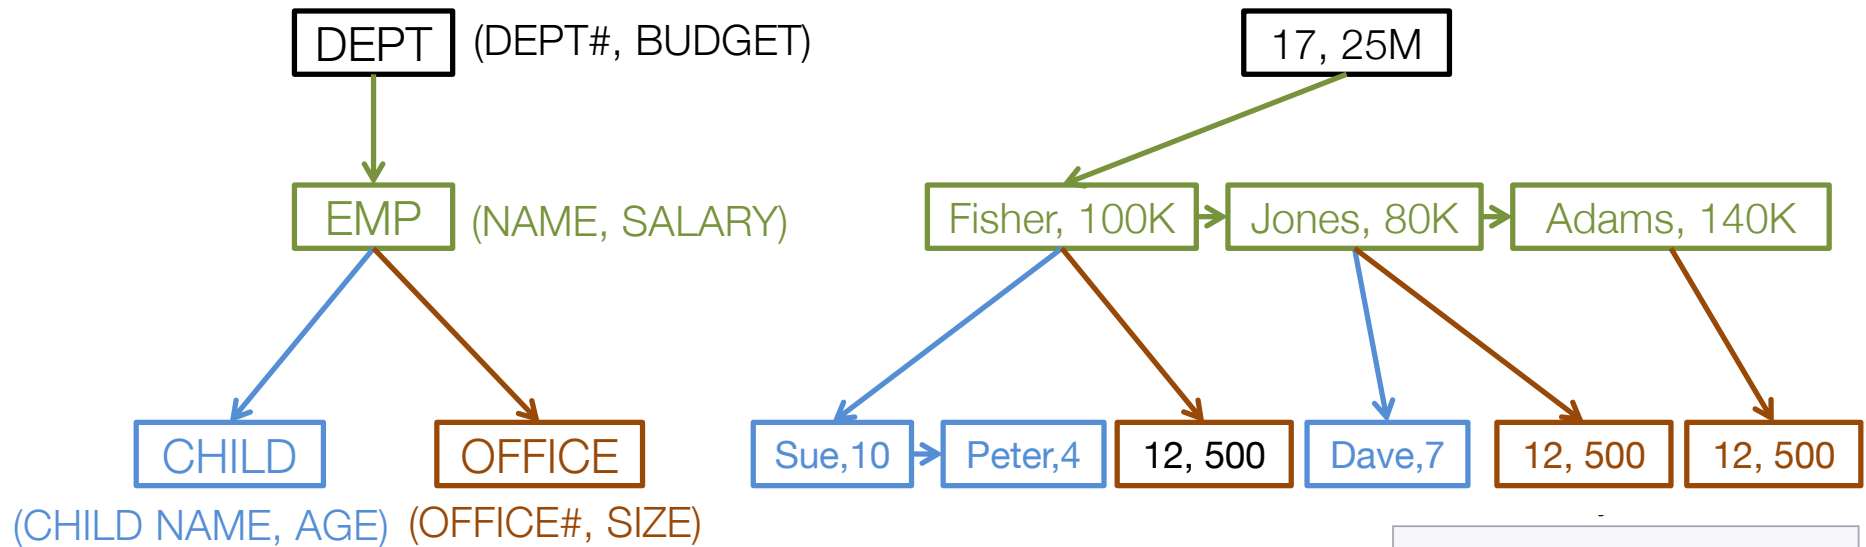 DEPT (DEPT#, BUDGET)
17, 25M
EMP (NAME, SALARY)
Fisher, 100K
Jones, 80K
Adams, 140K
CHILD
OFFICE
Sue,10
Peter,4
12, 500
Dave,7
12, 500
12, 500
(CHILD NAME, AGE)
(OFFICE#, SIZE)